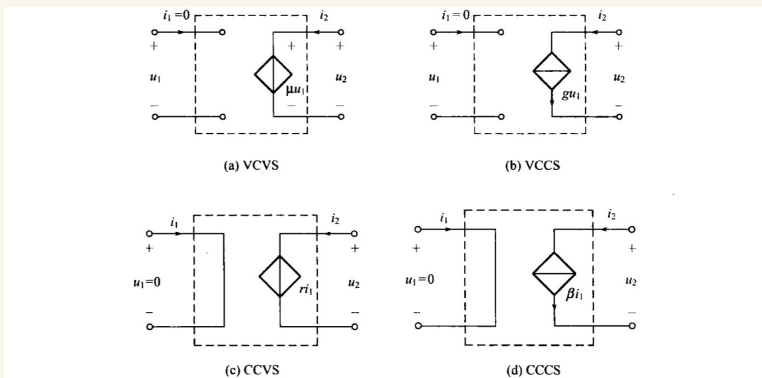 i₁=0 i₂ i₁=0 i₂
+ + + + +
u₁ μu₁ u₂ u₁ gu₁ u₂
− − − − −
(a) VCVS (b) VCCS
i₁ i₂ i₁ i₂
+ + + +
u₁=0 ri₁ u₂ u₁=0 βi₁ u₂
− − − −
(c) CCVS (d) CCCS